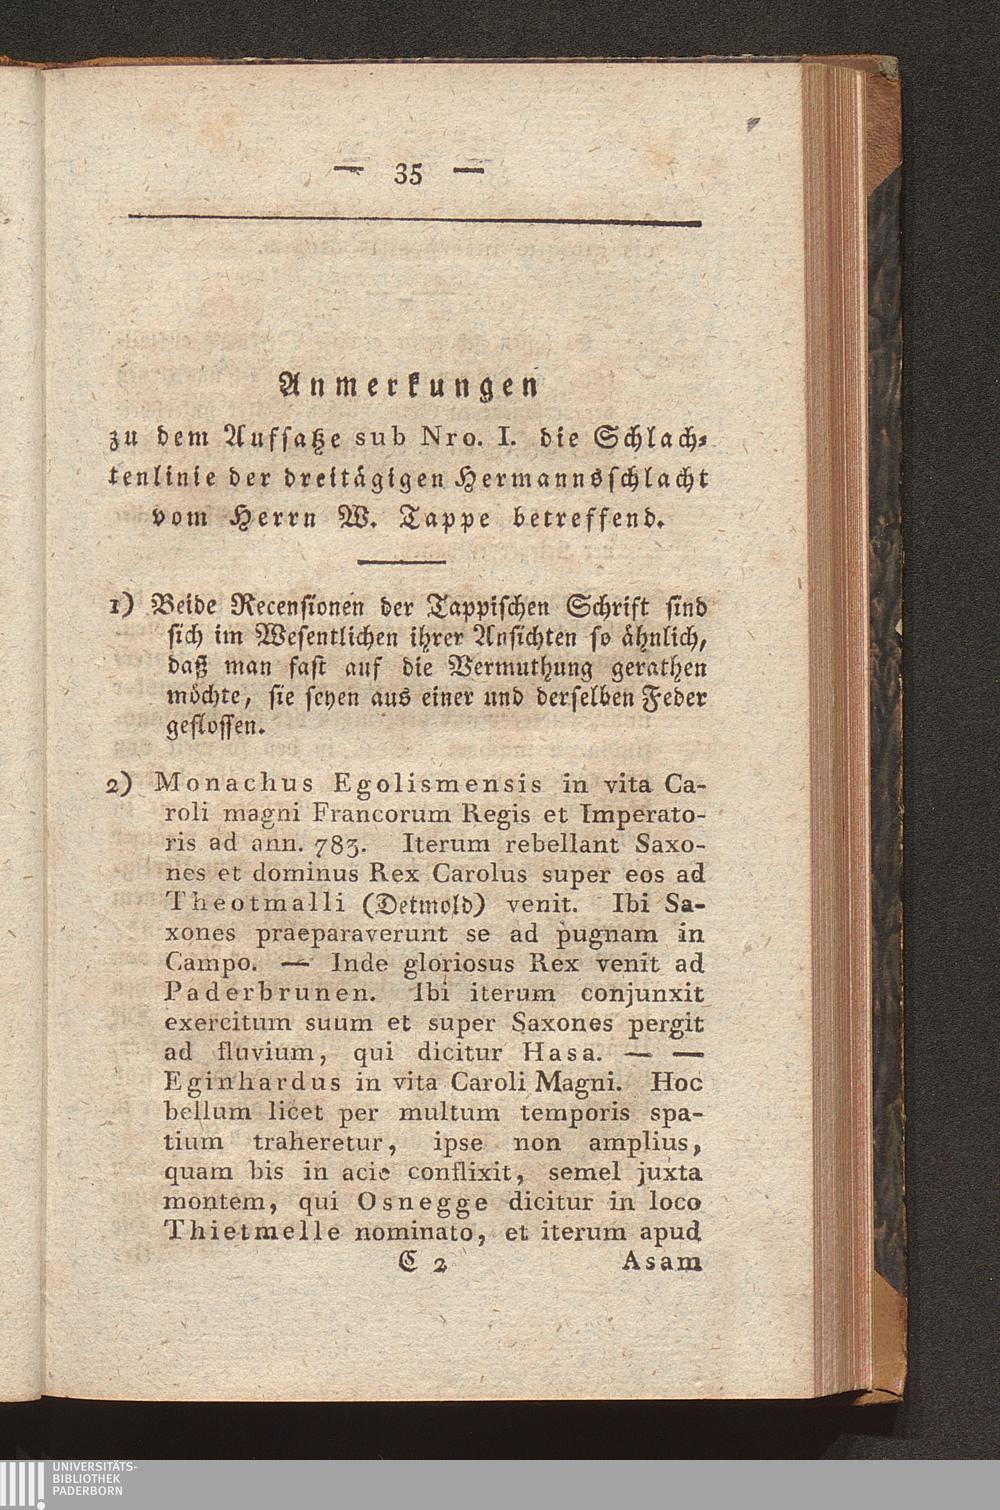 — 35 —
Anmerkungen
zu dem Aufsatze sub Nro. I. die Schlach-
tenlinie der dreitägigen Hermannsschlacht
vom Herrn W. Tappe betreffend.
1) Beide Recensionen der Tappischen Schrift sind
sich im Wesentlichen ihrer Ansichten so ähnlich,
daß man fast auf die Vermuthung gerathen
möchte, sie seyen aus einer und derselben Feder
geflossen.
2) Monachus Egolismensis in vita Ca-
roli magni Francorum Regis et Imperato-
ris ad ann. 783. Iterum rebellant Saxo-
nes et dominus Rex Carolus super eos ad
Theotmalli (Detmold) venit. Ibi Sa-
xones praeparaverunt se ad pugnam in
Campo. — Inde gloriosus Rex venit ad
Paderbrunen. Ibi iterum conjunxit
exercitum suum et super Saxones pergit
ad fluvium, qui dicitur Hasa. — —
Eginhardus in vita Caroli Magni. Hoc
bellum licet per multum temporis spa-
tium traheretur, ipse non amplius,
quam bis in acie conflixit, semel juxta
montem, qui Osnegge dicitur in loco
Thietmelle nominato, et iterum apud
C 2 Asam
UNIVERSITÄTS-
BIBLIOTHEK
PADERBORN